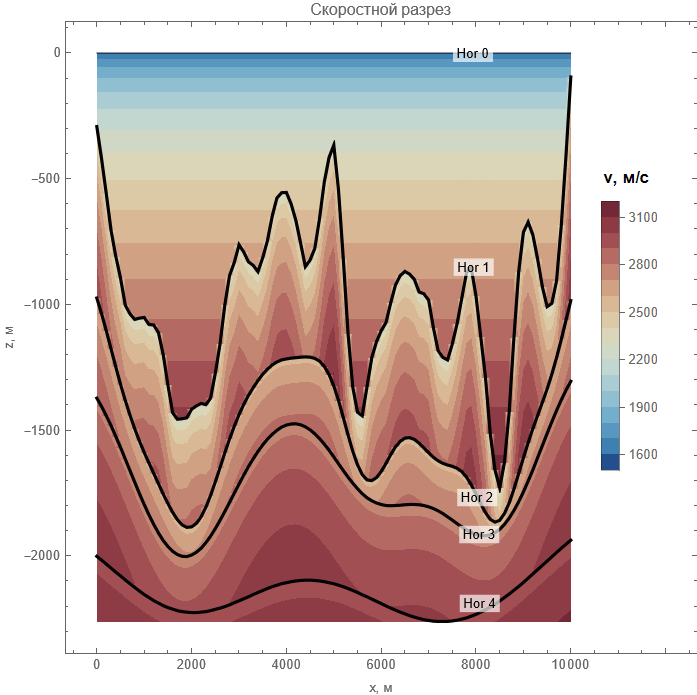 Скоростной разрез
0
−500
−1000
−1500
−2000
z, м
Hor 0
Hor 1
Hor 2
Hor 3
Hor 4
0 2000 4000 6000 8000 10000
x, м
v, м/с
3100
2800
2500
2200
1900
1600